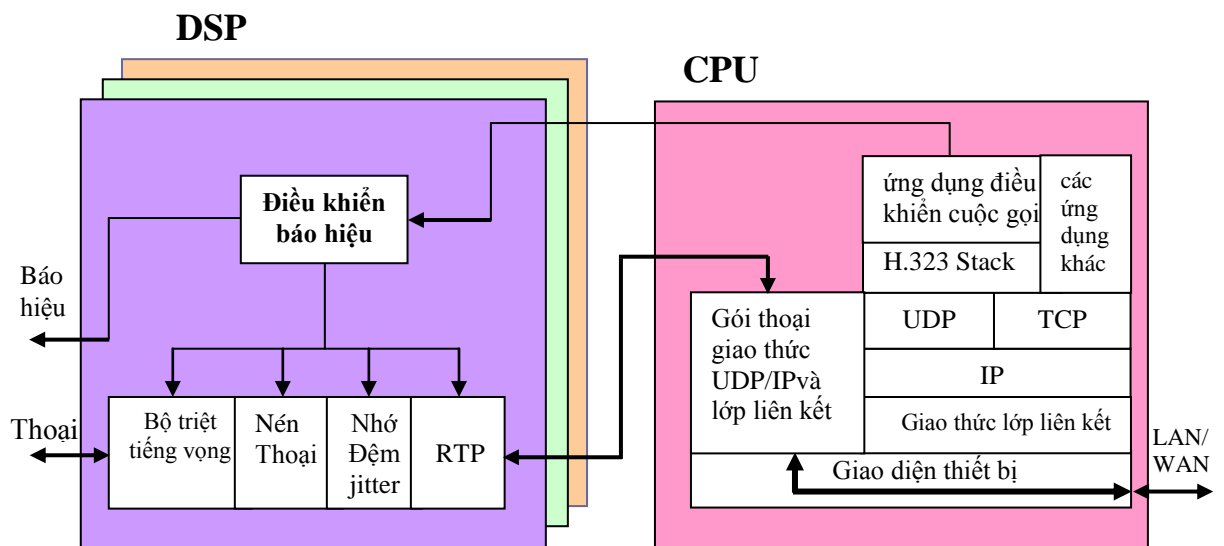 DSP
CPU
Điều khiển
báo hiệu
Báo
hiệu
Thoại
Bộ triệt
tiếng vọng
Nén
Thoại
Nhớ
Đệm
jitter
RTP
ứng dụng điều
khiển cuộc gọi
các
ứng
dụng
khác
H.323 Stack
Gói thoại
giao thức
UDP/IPvà
lớp liên kết
UDP
TCP
IP
Giao thức lớp liên kết
Giao diện thiết bị
LAN/
WAN